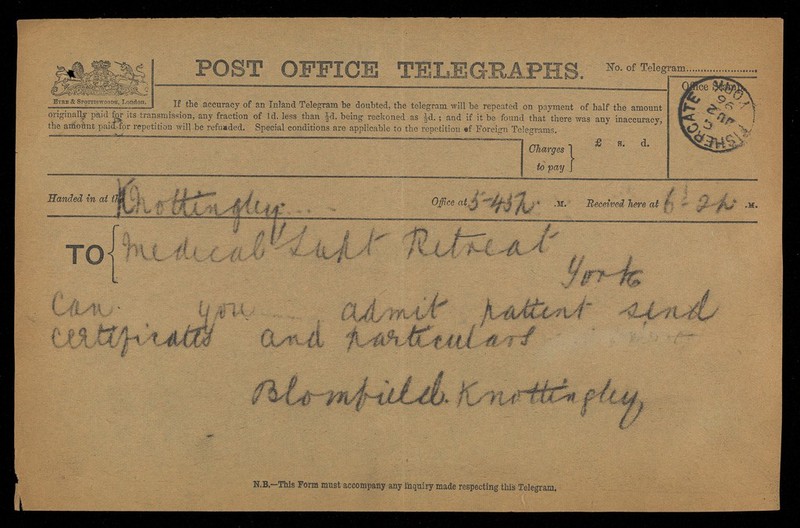 POST OFFICE TELEGRAPHS.
No. of Telegram
Office Stamp.
EYRE & SPOTTISWOODE, London.
If the accuracy of an Inland Telegram be doubted, the telegram will be repeated on payment of half the amount
originally paid for its transmission, any fraction of 1d. less than ½d. being reckoned as ½d.; and if it be found that there was any inaccuracy,
the amount paid for repetition will be refunded. Special conditions are applicable to the repetition of Foreign Telegrams.
Charges to pay
£ s. d.
FISHERGATE YORK
Handed in at Knottingley Office at 5-45 p. .M. Received here at 6-2 p. .M.
TO Medical Supt Retreat
York
Can you admit patient send
certificates and particulars
Blomfield. Knottingley
N.B.—This Form must accompany any inquiry made respecting this Telegram.